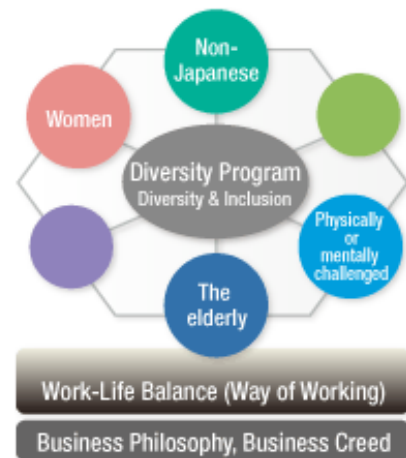 Non-
Japanese
Women
Diversity Program
Diversity & Inclusion
Physically
or
mentally
challenged
The
elderly
Work-Life Balance (Way of Working)
Business Philosophy, Business Creed